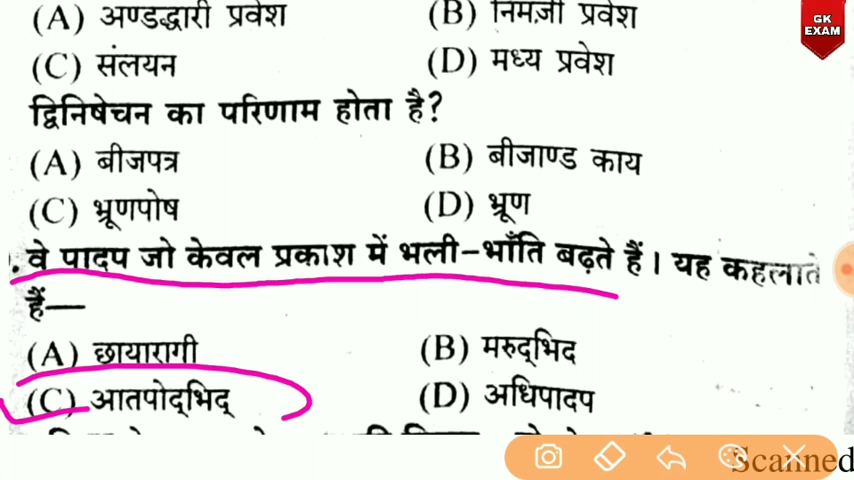 (A) अण्डद्वारी प्रवेश (B) निमज़ी प्रवेश
GK
EXAM
(C) संलयन (D) मध्य प्रवेश
द्विनिषेचन का परिणाम होता है?
(A) बीजपत्र (B) बीजाण्ड काय
(C) भ्रूणपोष (D) भ्रूण
. वे पादप जो केवल प्रकाश में भली-भाँति बढ़ते हैं। यह कहलाते
हैं—
(A) छायारागी (B) मरुद्भिद
(C) आतपोद्भिद् (D) अधिपादप
Scanned